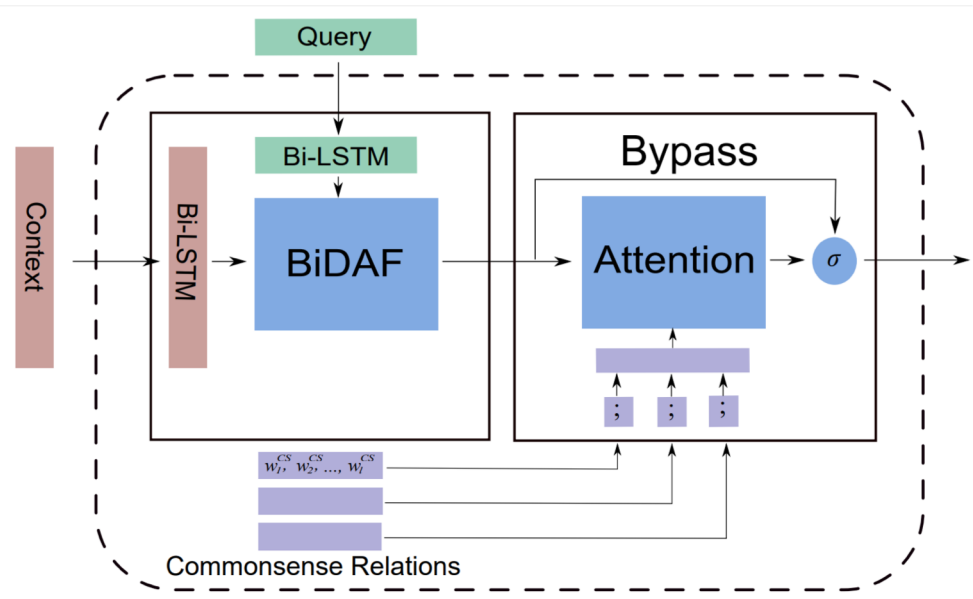 Query
Bi-LSTM
Bypass
Context
Bi-LSTM
BiDAF
Attention
σ
; ; ;
w₁ᶜˢ, w₂ᶜˢ, ..., wₗᶜˢ
Commonsense Relations